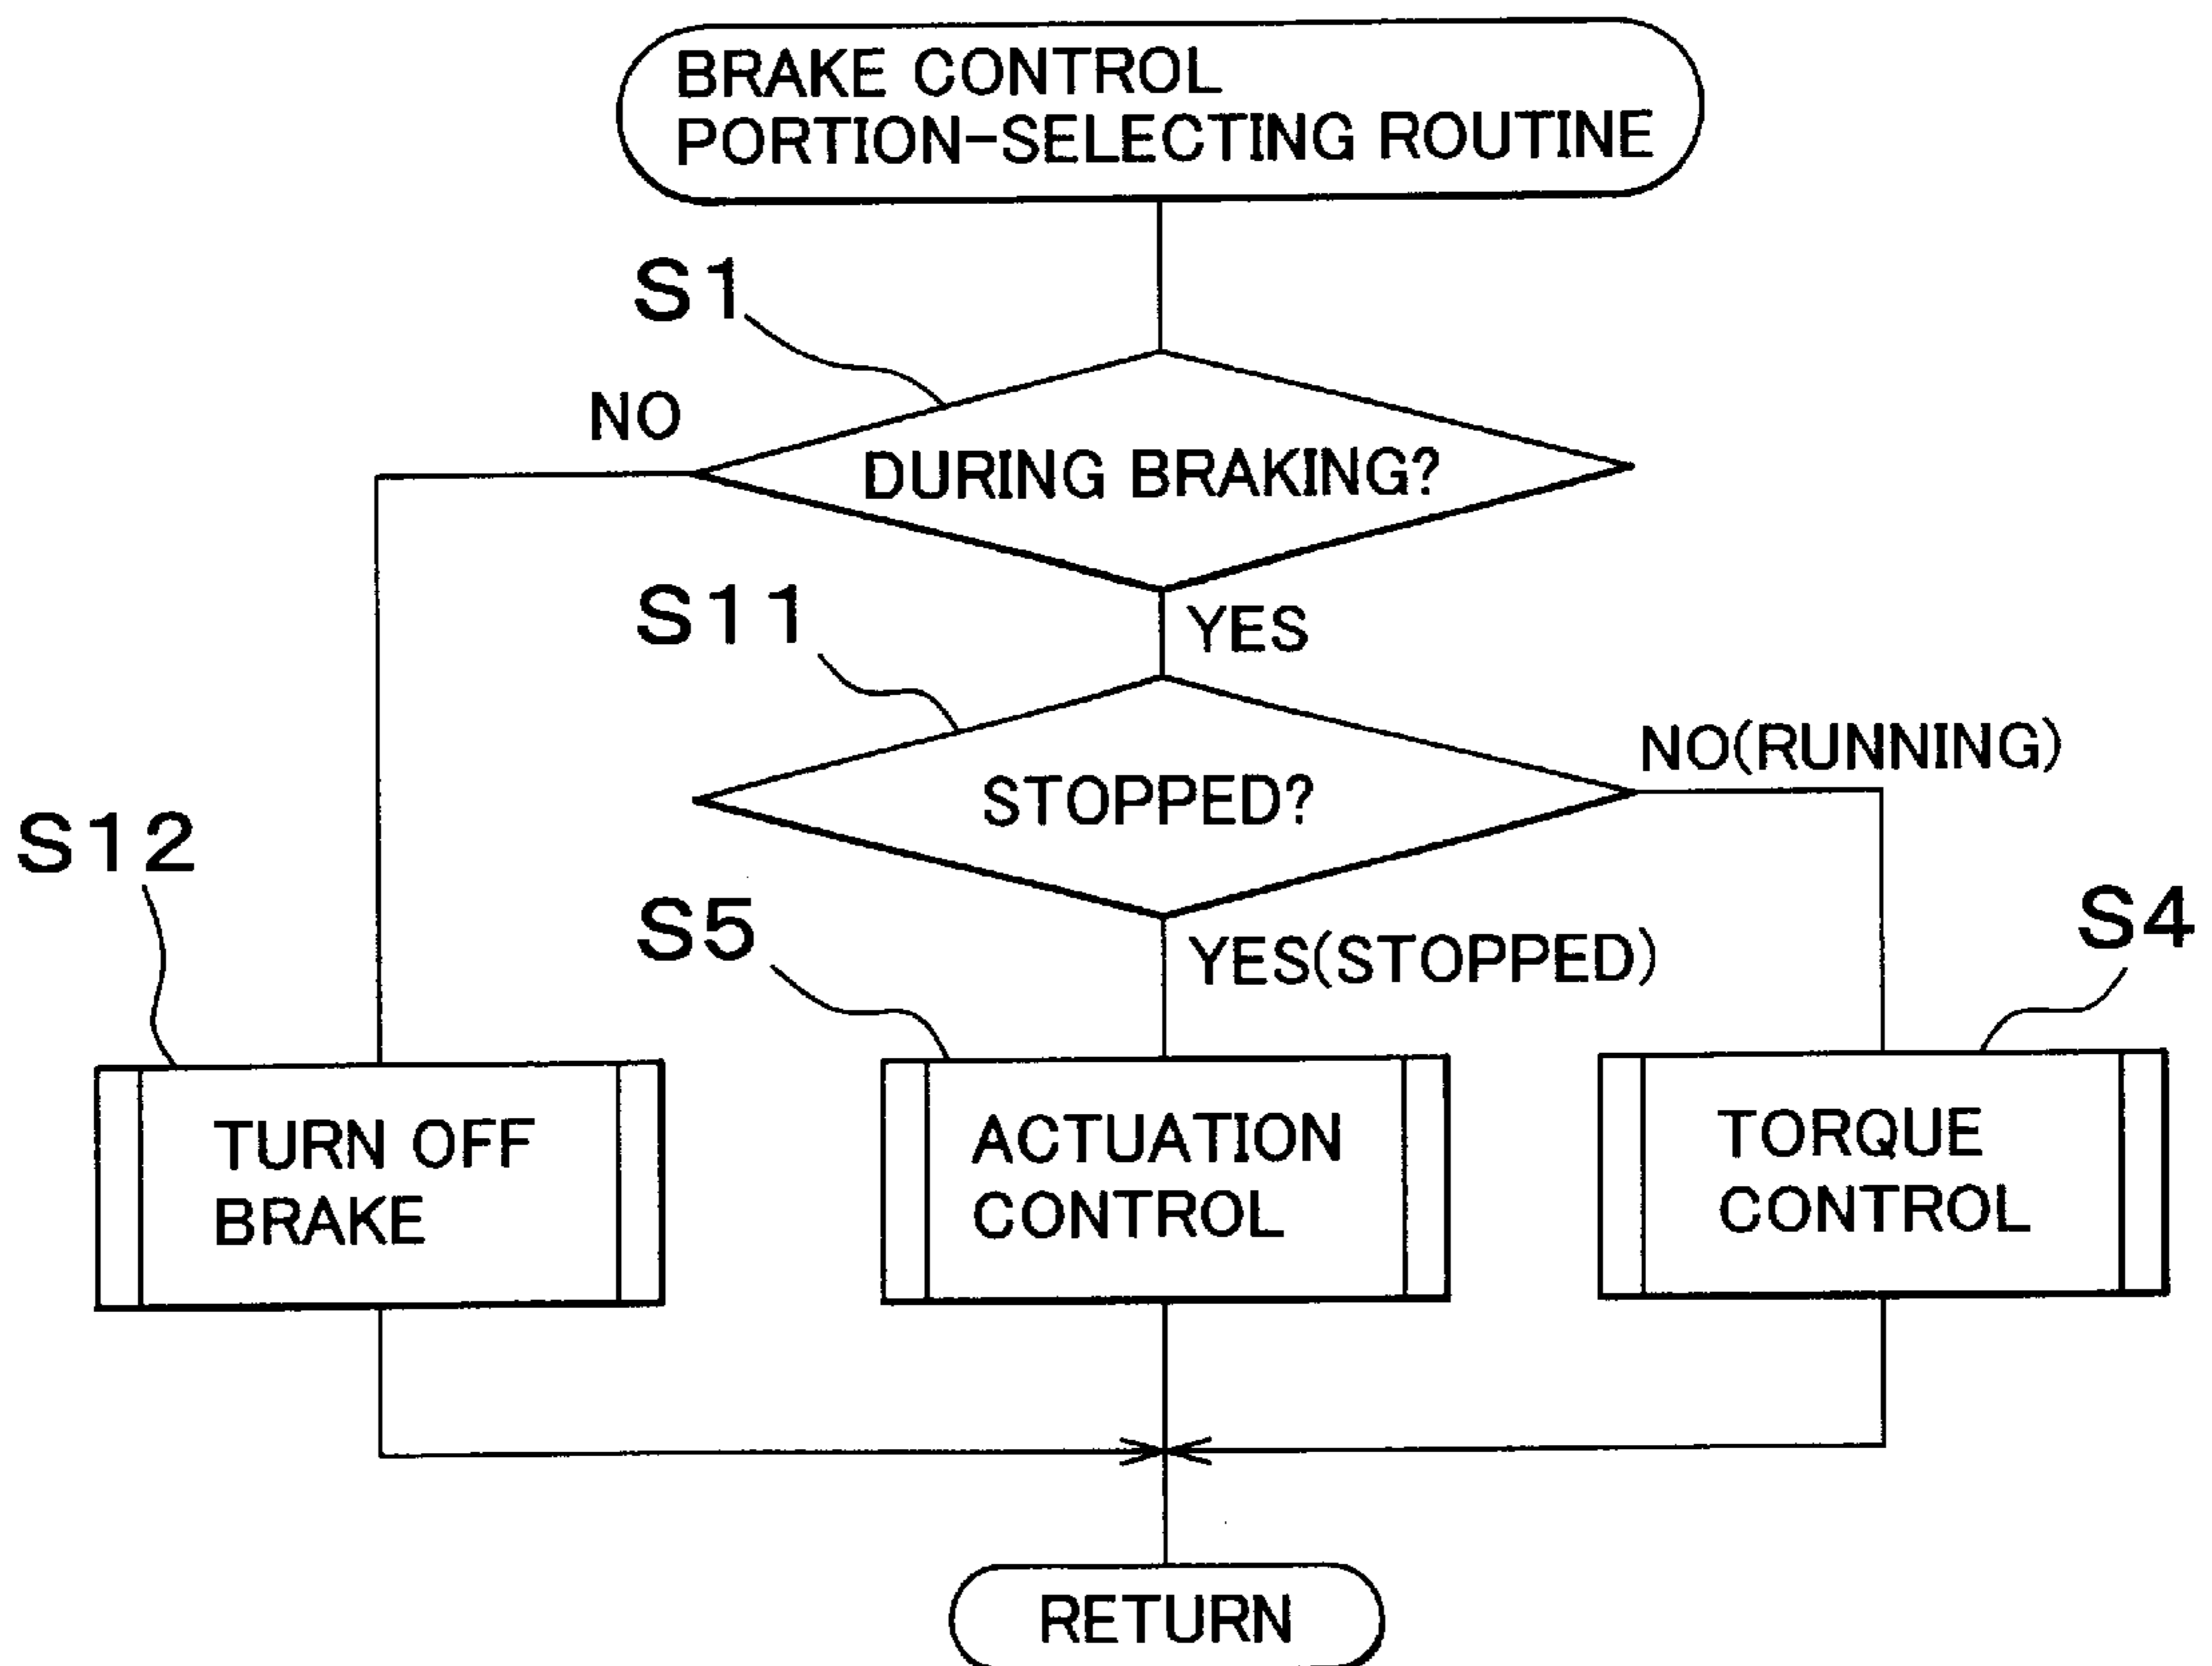 BRAKE CONTROL
PORTION-SELECTING ROUTINE
S1
NO
DURING BRAKING?
S11
YES
NO(RUNNING)
STOPPED?
S12
S5
YES(STOPPED)
S4
TURN OFF
BRAKE
ACTUATION
CONTROL
TORQUE
CONTROL
RETURN